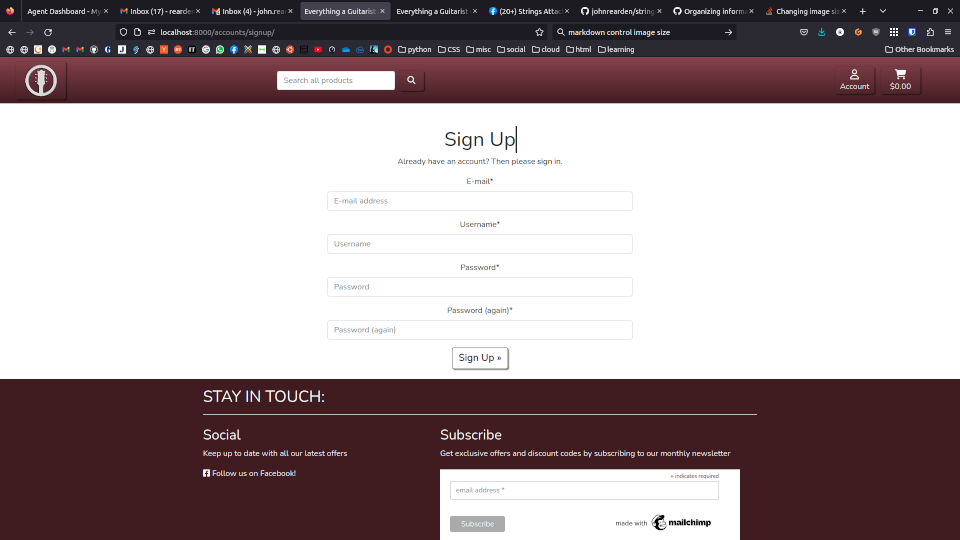 Agent Dashboard - My
Inbox (17) - rearder
Inbox (4) - john.rear
Everything a Guitarist
Everything a Guitarist
(20+) Strings Attach
johnrearden/string
Organizing informa
Changing image siz
localhost:8000/accounts/signup/
markdown control image size
python
CSS
misc
social
cloud
html
learning
Other Bookmarks
Search all products
Account
$0.00
Sign Up
Already have an account? Then please sign in.
E-mail*
E-mail address
Username*
Username
Password*
Password
Password (again)*
Password (again)
Sign Up »
STAY IN TOUCH:
Social
Keep up to date with all our latest offers
Follow us on Facebook!
Subscribe
Get exclusive offers and discount codes by subscribing to our monthly newsletter
* indicates required
email address *
Subscribe
made with mailchimp